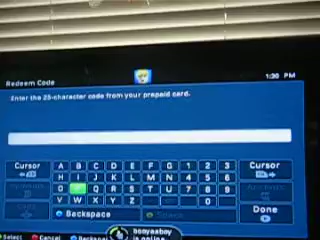 Redeem Code
1:30 PM
Enter the 25-character code from your prepaid card.
Cursor
A B C D E F G 1 2 3
Cursor
H I J K L M N 4 5 6
O P Q R S T U 7 8 9
V W X Y Z - _ 0
Done
Backspace
Space
Select
Cancel
Backspace
booyaaboy
is online